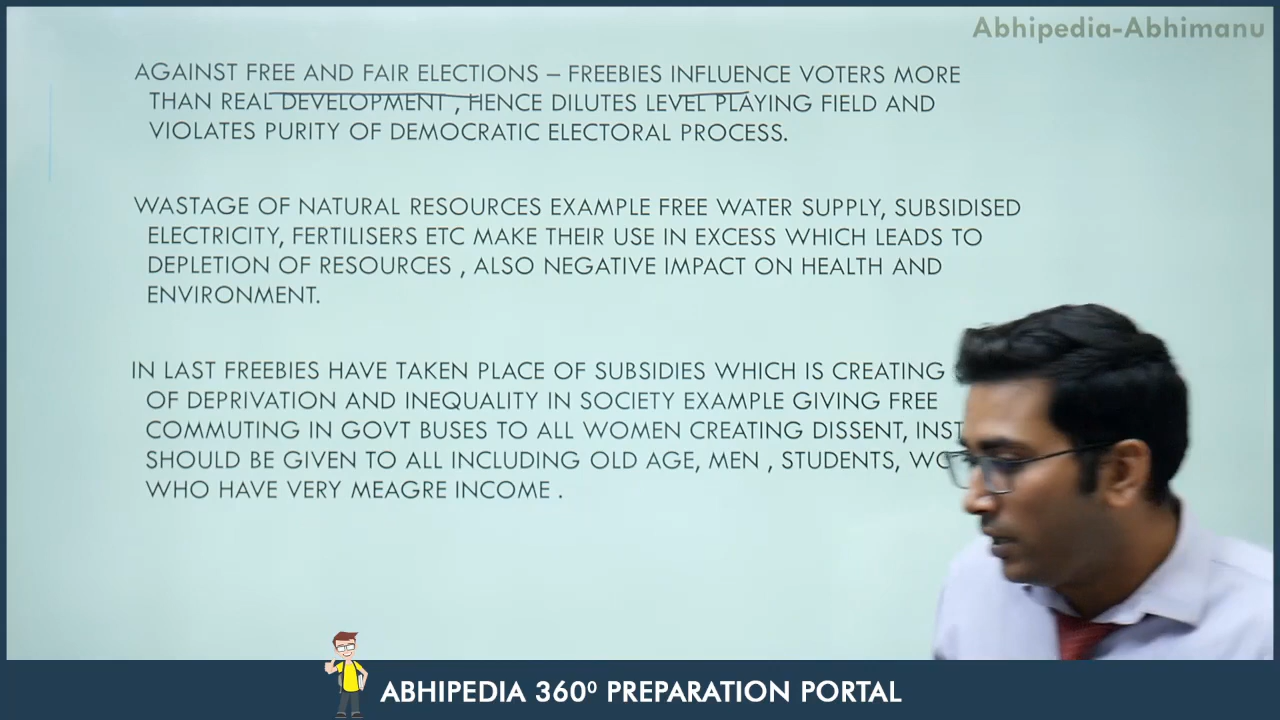 Abhipedia-Abhimanu
AGAINST FREE AND FAIR ELECTIONS – FREEBIES INFLUENCE VOTERS MORE
THAN REAL DEVELOPMENT , HENCE DILUTES LEVEL PLAYING FIELD AND
VIOLATES PURITY OF DEMOCRATIC ELECTORAL PROCESS.
WASTAGE OF NATURAL RESOURCES EXAMPLE FREE WATER SUPPLY, SUBSIDISED
ELECTRICITY, FERTILISERS ETC MAKE THEIR USE IN EXCESS WHICH LEADS TO
DEPLETION OF RESOURCES , ALSO NEGATIVE IMPACT ON HEALTH AND
ENVIRONMENT.
IN LAST FREEBIES HAVE TAKEN PLACE OF SUBSIDIES WHICH IS CREATING
OF DEPRIVATION AND INEQUALITY IN SOCIETY EXAMPLE GIVING FREE
COMMUTING IN GOVT BUSES TO ALL WOMEN CREATING DISSENT,
SHOULD BE GIVEN TO ALL INCLUDING OLD AGE, MEN , STUDENTS,
WHO HAVE VERY MEAGRE INCOME .
ABHIPEDIA 360⁰ PREPARATION PORTAL